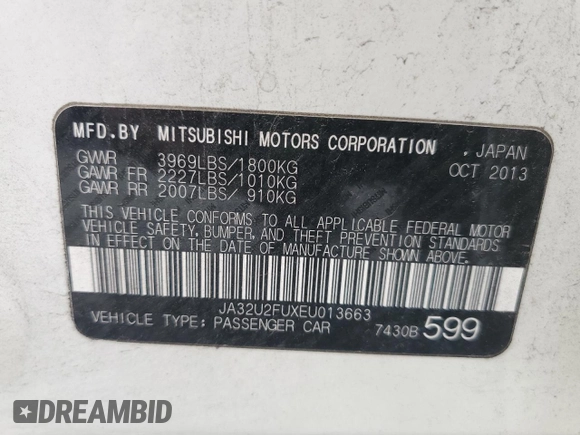 MFD.BY MITSUBISHI MOTORS CORPORATION . JAPAN
GVWR 3969LBS/1800KG OCT 2013
GAWR FR 2227LBS/1010KG
GAWR RR 2007LBS/ 910KG
THIS VEHICLE CONFORMS TO ALL APPLICABLE FEDERAL MOTOR
VEHICLE SAFETY, BUMPER, AND THEFT PREVENTION STANDARDS
IN EFFECT ON THE DATE OF MANUFACTURE SHOWN ABOVE.
JA32U2FUXEU013663
VEHICLE TYPE: PASSENGER CAR 7430B 599
DREAMBID